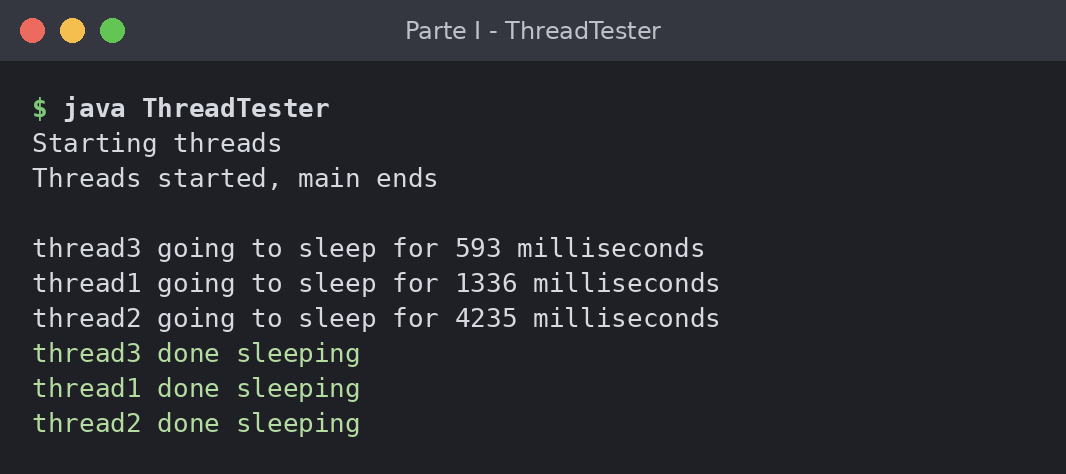 Parte I - ThreadTester
$ java ThreadTester
Starting threads
Threads started, main ends
thread3 going to sleep for 593 milliseconds
thread1 going to sleep for 1336 milliseconds
thread2 going to sleep for 4235 milliseconds
thread3 done sleeping
thread1 done sleeping
thread2 done sleeping